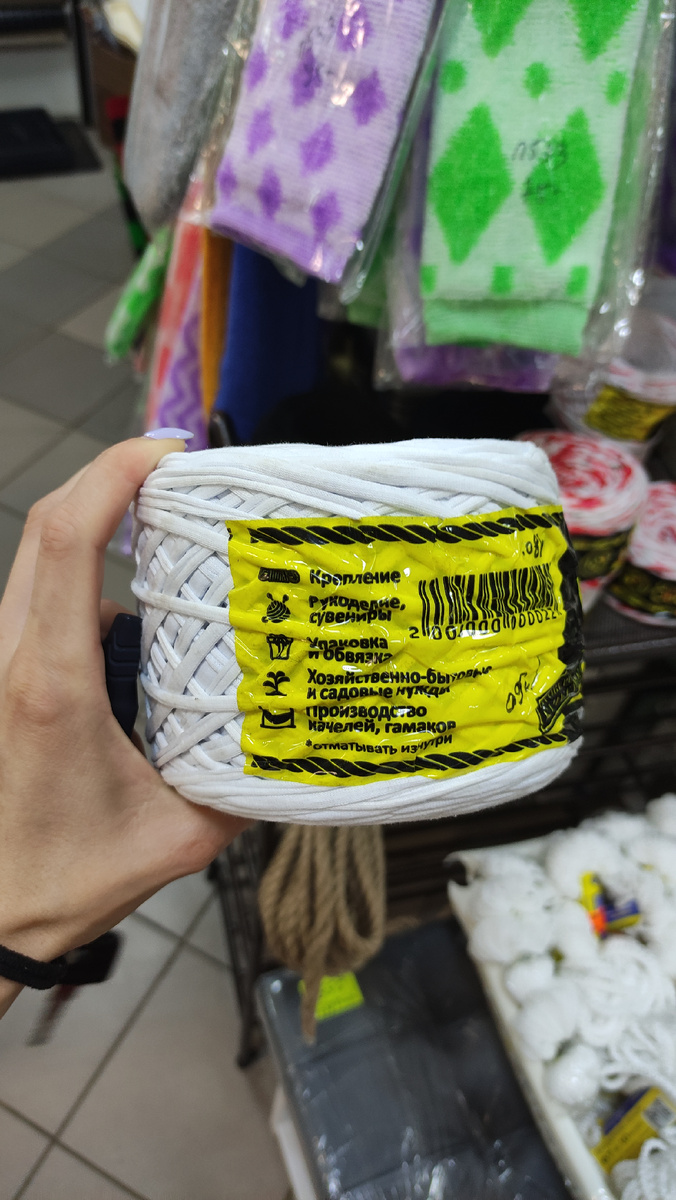 Крепление
Рукоделие,
сувениры
Упаковка
и обвязка
Хозяйственно-бытовые
и садовые нужды
Производство
качелей, гамаков
*отматывать изнутри